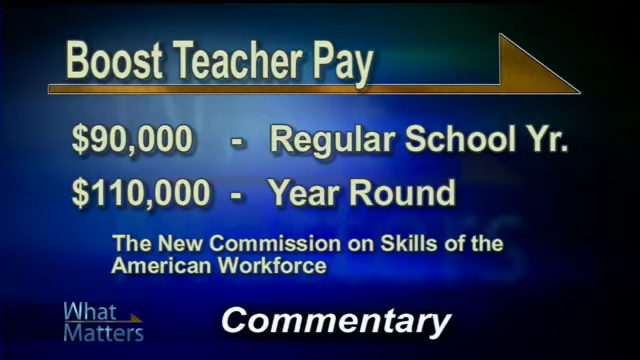 Boost Teacher Pay
$90,000 - Regular School Yr.
$110,000 - Year Round
The New Commission on Skills of the
American Workforce
What
Matters
Commentary